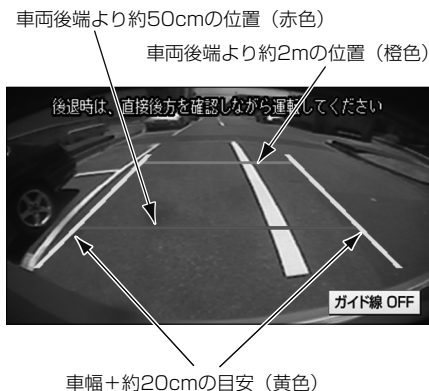 車両後端より約50cmの位置（赤色）
車両後端より約2mの位置（橙色）
後退時は、直接後方を確認しながら運転してください
ガイド線 OFF
車幅＋約20cmの目安（黄色）